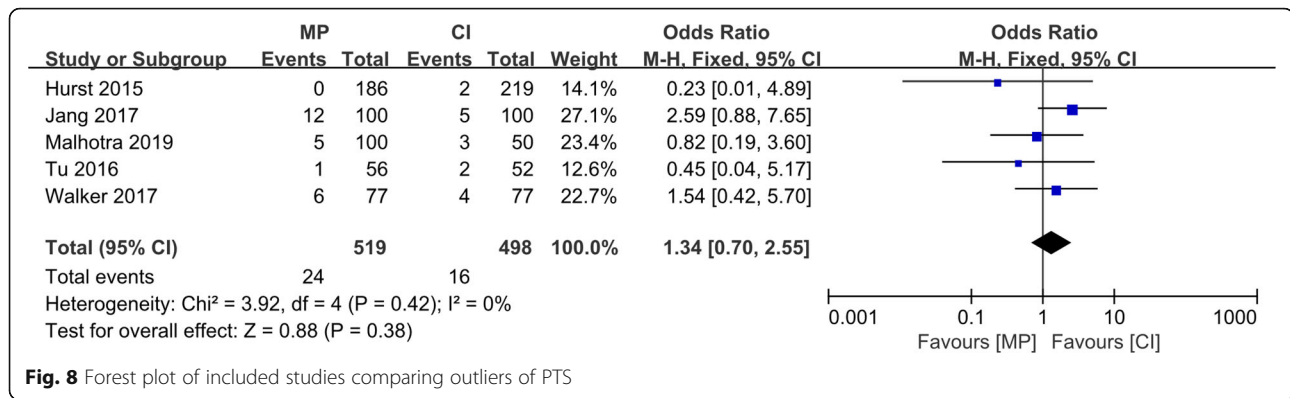 MP CI Odds Ratio Odds Ratio
Study or Subgroup Events Total Events Total Weight M-H, Fixed, 95% CI M-H, Fixed, 95% CI
Hurst 2015 0 186 2 219 14.1% 0.23 [0.01, 4.89]
Jang 2017 12 100 5 100 27.1% 2.59 [0.88, 7.65]
Malhotra 2019 5 100 3 50 23.4% 0.82 [0.19, 3.60]
Tu 2016 1 56 2 52 12.6% 0.45 [0.04, 5.17]
Walker 2017 6 77 4 77 22.7% 1.54 [0.42, 5.70]
Total (95% CI) 519 498 100.0% 1.34 [0.70, 2.55]
Total events 24 16
Heterogeneity: Chi² = 3.92, df = 4 (P = 0.42); I² = 0%
Test for overall effect: Z = 0.88 (P = 0.38)
0.001 0.1 1 10 1000
Favours [MP] Favours [CI]
Fig. 8 Forest plot of included studies comparing outliers of PTS